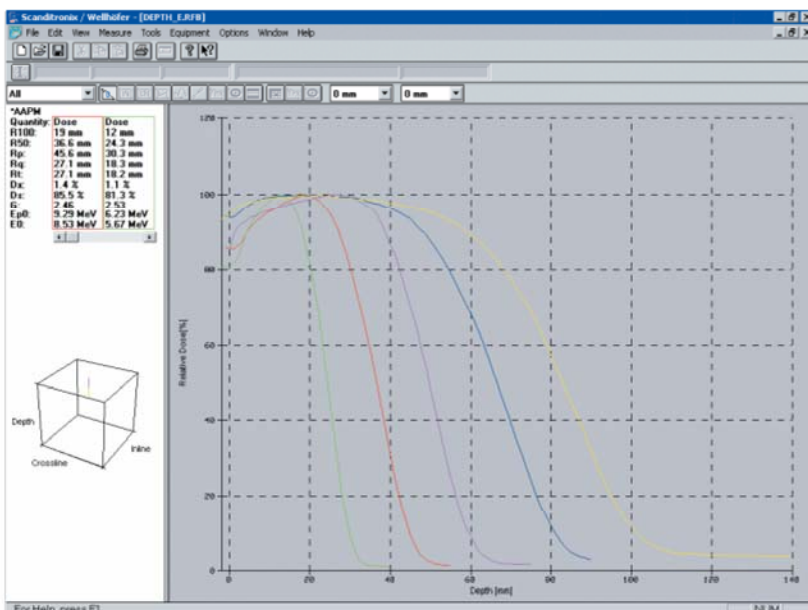 Scanditronix / Wellhöfer - [DEPTH_E.RFB]
File Edit View Measure Tools Equipment Options Window Help
All 0 mm 0 mm
*AAPM
Quantity: Dose Dose
R100: 19 mm 12 mm
R50: 36.6 mm 24.3 mm
Rp: 45.6 mm 30.3 mm
Rq: 27.1 mm 18.3 mm
Rt: 27.1 mm 18.2 mm
Dx: 1.4 % 1.1 %
Ds: 85.5 % 81.3 %
G: 2.46 2.53
Ep0: 9.29 MeV 6.23 MeV
E0: 8.53 MeV 5.67 MeV
Depth
Crossline
Inline
Relative Dose[%]
120
100
80
60
40
20
0
0 20 40 60 80 100 120 140
Depth [mm]
For Help, press F1
NUM